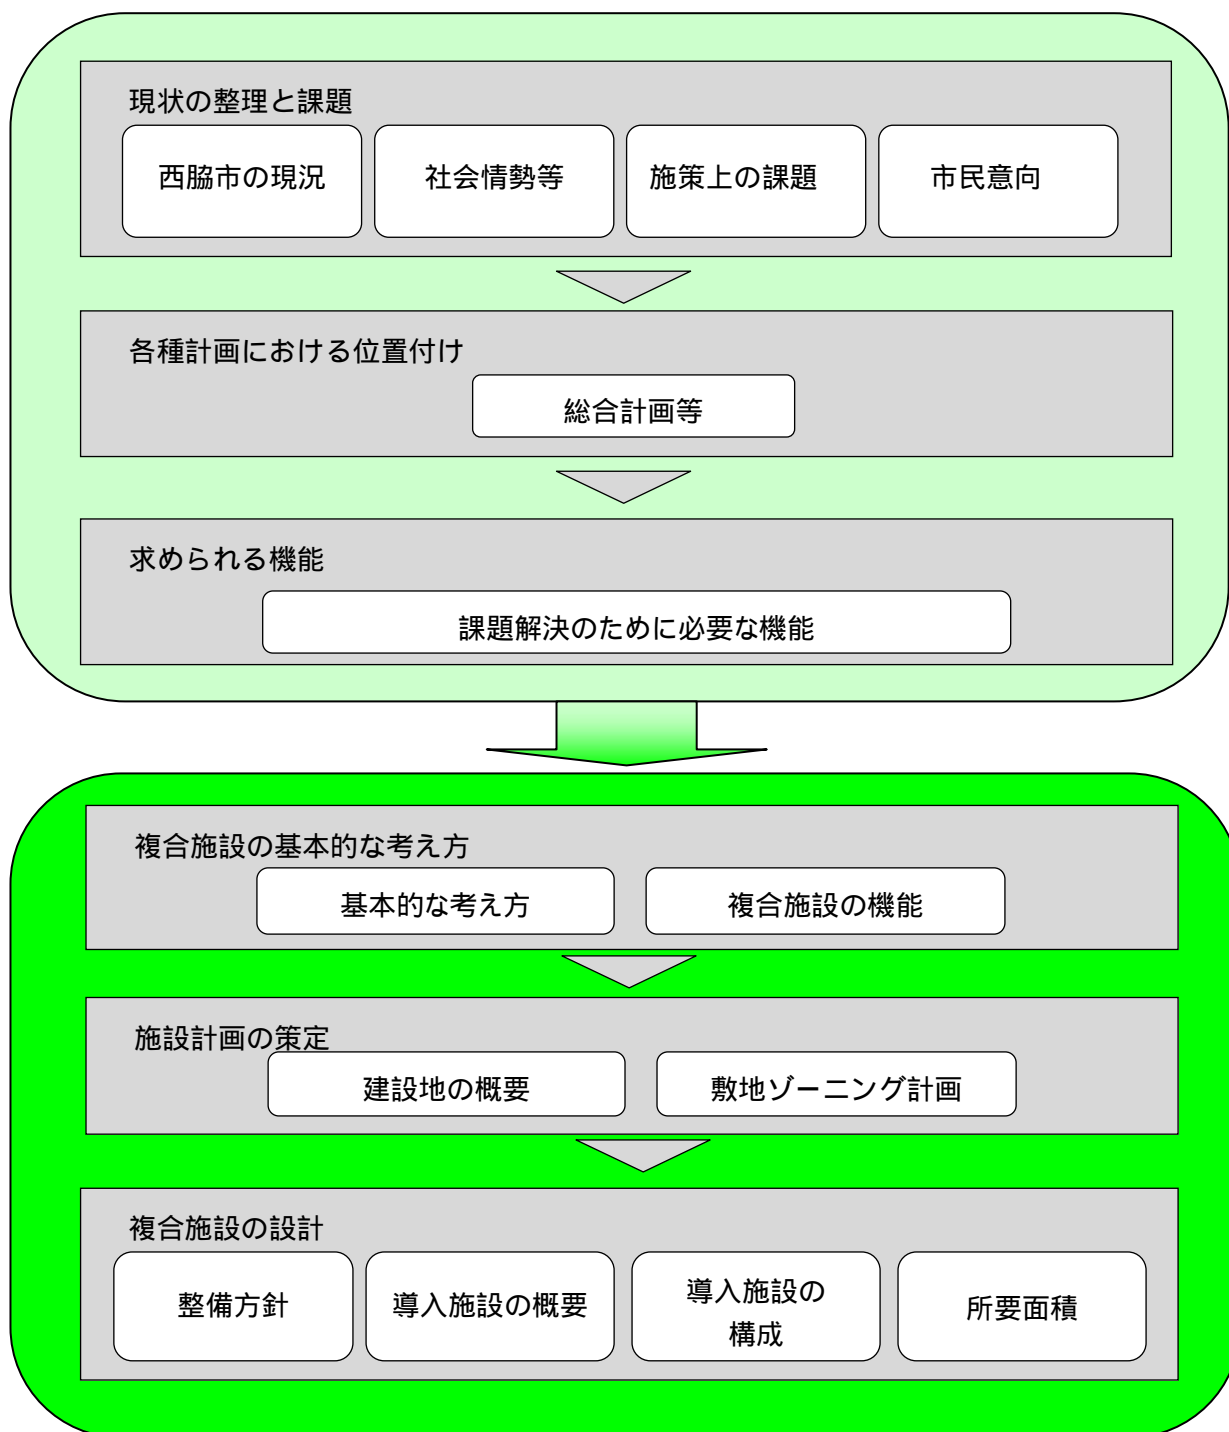 現状の整理と課題
西脇市の現況
社会情勢等
施策上の課題
市民意向
各種計画における位置付け
総合計画等
求められる機能
課題解決のために必要な機能
複合施設の基本的な考え方
基本的な考え方
複合施設の機能
施設計画の策定
建設地の概要
敷地ゾーニング計画
複合施設の設計
整備方針
導入施設の概要
導入施設の
構成
所要面積